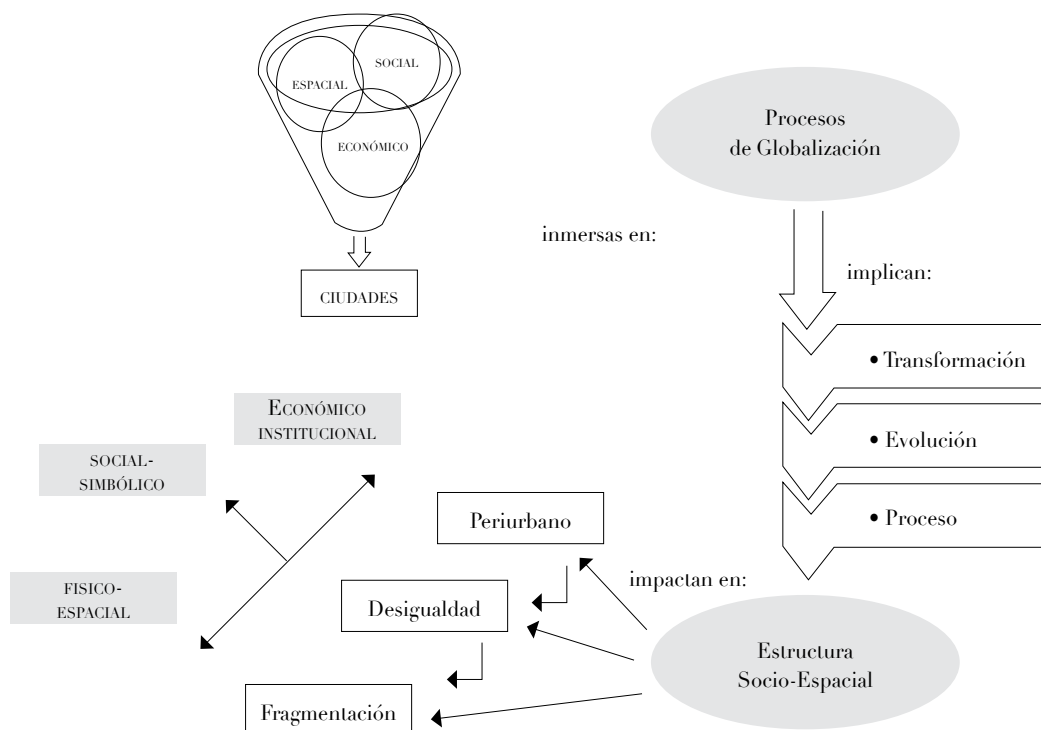 SOCIAL
ESPACIAL
ECONÓMICO
CIUDADES
Procesos
de Globalización
inmersas en:
implican:
• Transformación
• Evolución
• Proceso
ECONÓMICO
INSTITUCIONAL
SOCIAL-
SIMBÓLICO
FISICO-
ESPACIAL
Periurbano
Desigualdad
Fragmentación
impactan en:
Estructura
Socio-Espacial